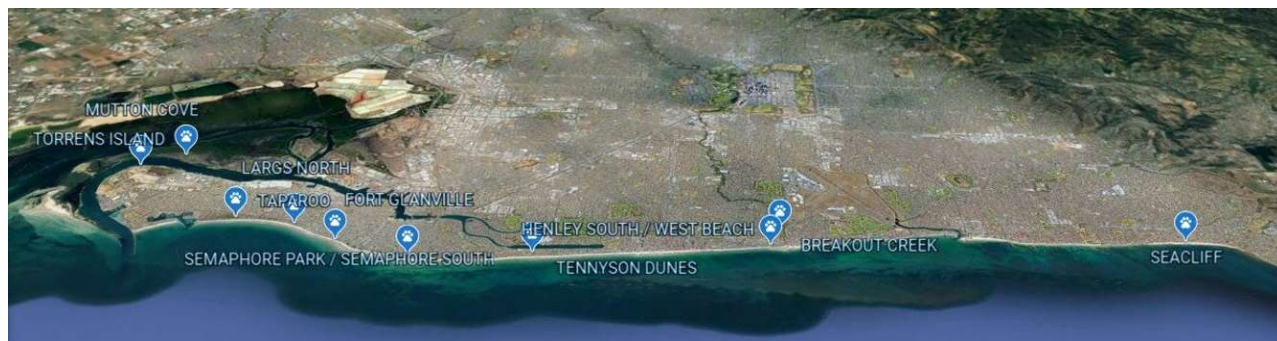 MUTTON COVE
TORRENS ISLAND
LARGS NORTH
TAPAROO
FORT GLANVILLE
HENLEY SOUTH / WEST BEACH
BREAKOUT CREEK
SEMAPHORE PARK / SEMAPHORE SOUTH
SEACLIFF
TENNYSON DUNES